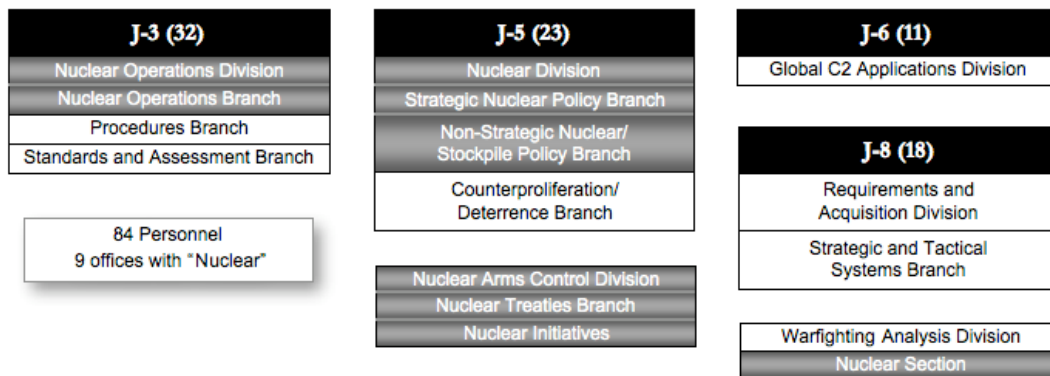 J-3 (32)
Nuclear Operations Division
Nuclear Operations Branch
Procedures Branch
Standards and Assessment Branch
84 Personnel
9 offices with “Nuclear”
J-5 (23)
Nuclear Division
Strategic Nuclear Policy Branch
Non-Strategic Nuclear/
Stockpile Policy Branch
Counterproliferation/
Deterrence Branch
Nuclear Arms Control Division
Nuclear Treaties Branch
Nuclear Initiatives
J-6 (11)
Global C2 Applications Division
J-8 (18)
Requirements and
Acquisition Division
Strategic and Tactical
Systems Branch
Warfighting Analysis Division
Nuclear Section